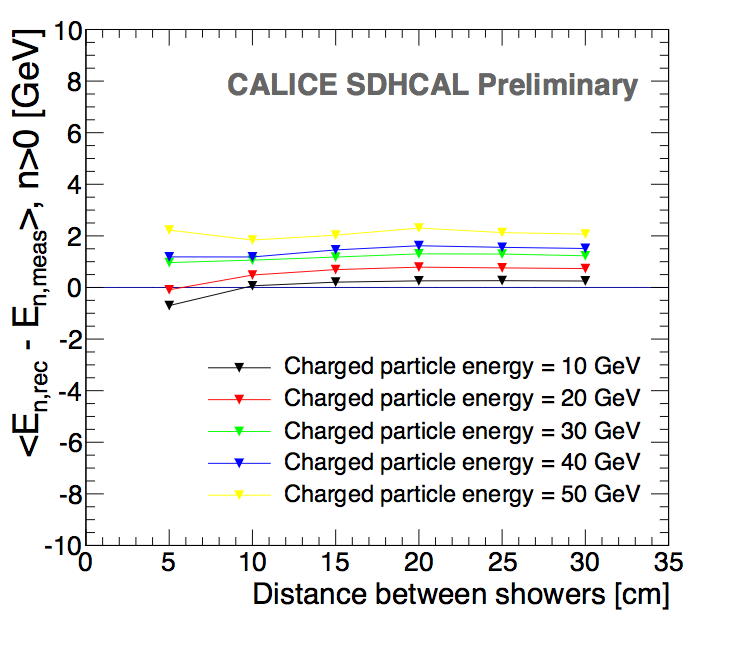 <E_n,rec - E_n,meas>, n>0 [GeV]
10
8
6
4
2
0
-2
-4
-6
-8
-10
CALICE SDHCAL Preliminary
Charged particle energy = 10 GeV
Charged particle energy = 20 GeV
Charged particle energy = 30 GeV
Charged particle energy = 40 GeV
Charged particle energy = 50 GeV
0 5 10 15 20 25 30 35
Distance between showers [cm]